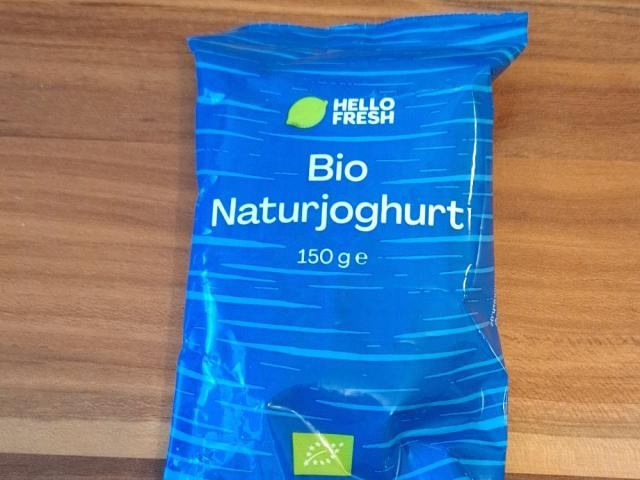 HELLO
FRESH
Bio
Naturjoghurt
150 g e